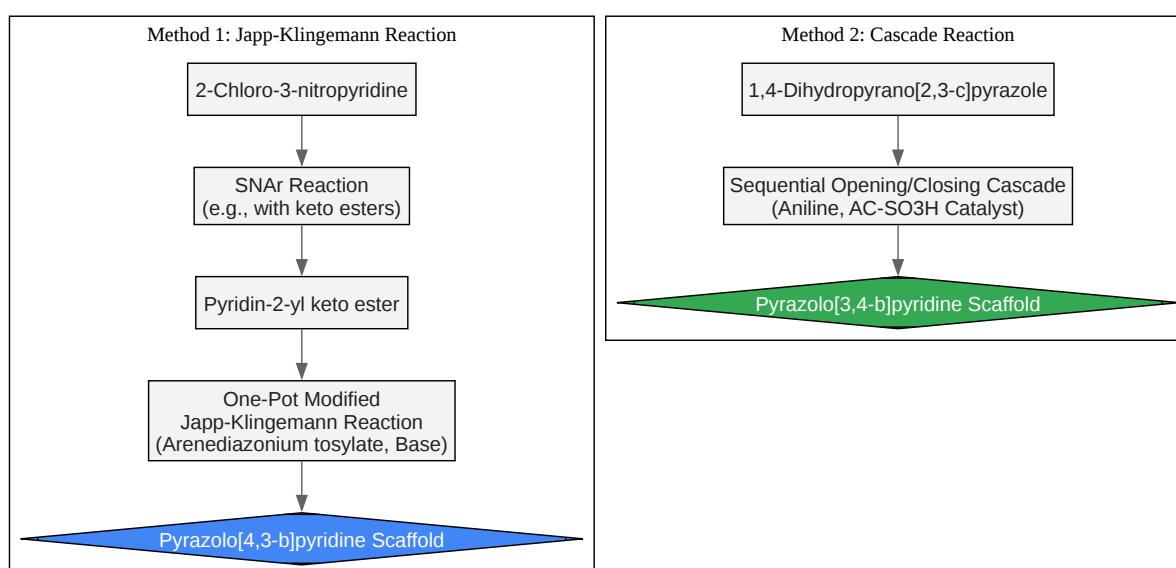 Method 1: Japp-Klingemann Reaction
2-Chloro-3-nitropyridine
SNAr Reaction
(e.g., with keto esters)
Pyridin-2-yl keto ester
One-Pot Modified
Japp-Klingemann Reaction
(Arenediazonium tosylate, Base)
Pyrazolo[4,3-b]pyridine Scaffold
Method 2: Cascade Reaction
1,4-Dihydropyrano[2,3-c]pyrazole
Sequential Opening/Closing Cascade
(Aniline, AC-SO3H Catalyst)
Pyrazolo[3,4-b]pyridine Scaffold